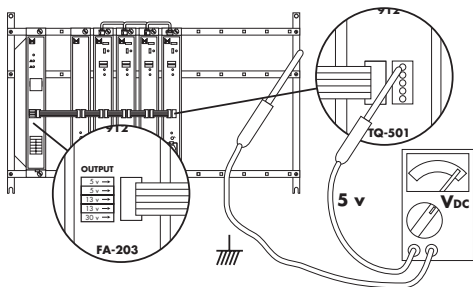 912
TQ-501
912
OUTPUT
5 v →
5 v →
13 v →
13 v →
30 v →
FA-203
5 v
VDC